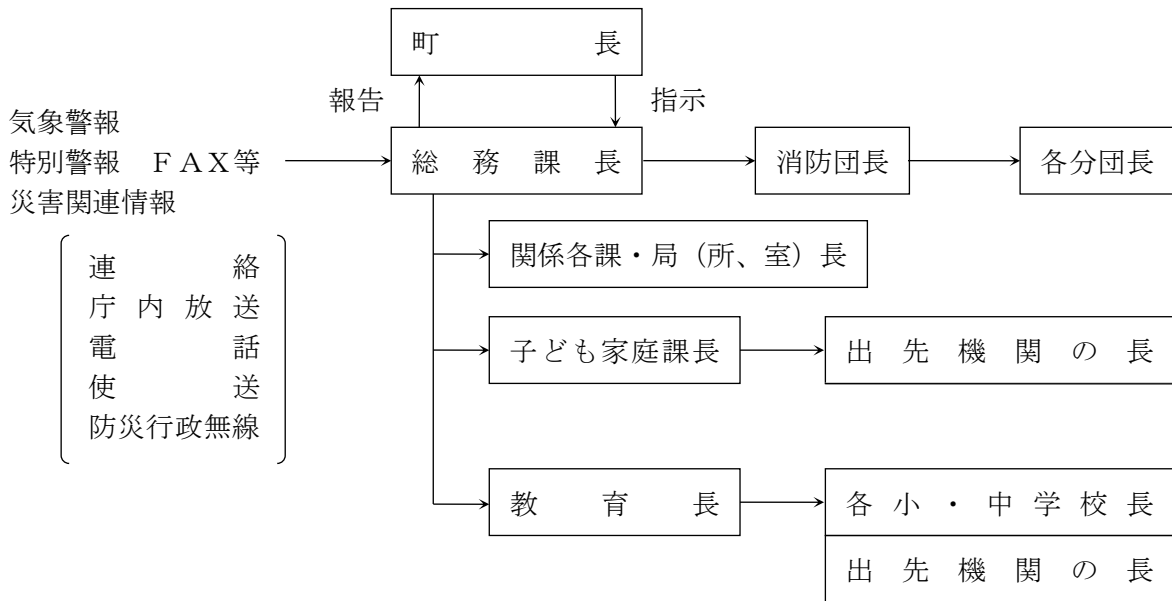 町長
報告
指示
気象警報
特別警報 ＦＡＸ等
災害関連情報
総務課長
消防団長
各分団長
関係各課・局（所、室）長
連絡
庁内放送
電話
使送
防災行政無線
子ども家庭課長
出先機関の長
教育長
各小・中学校長
出先機関の長